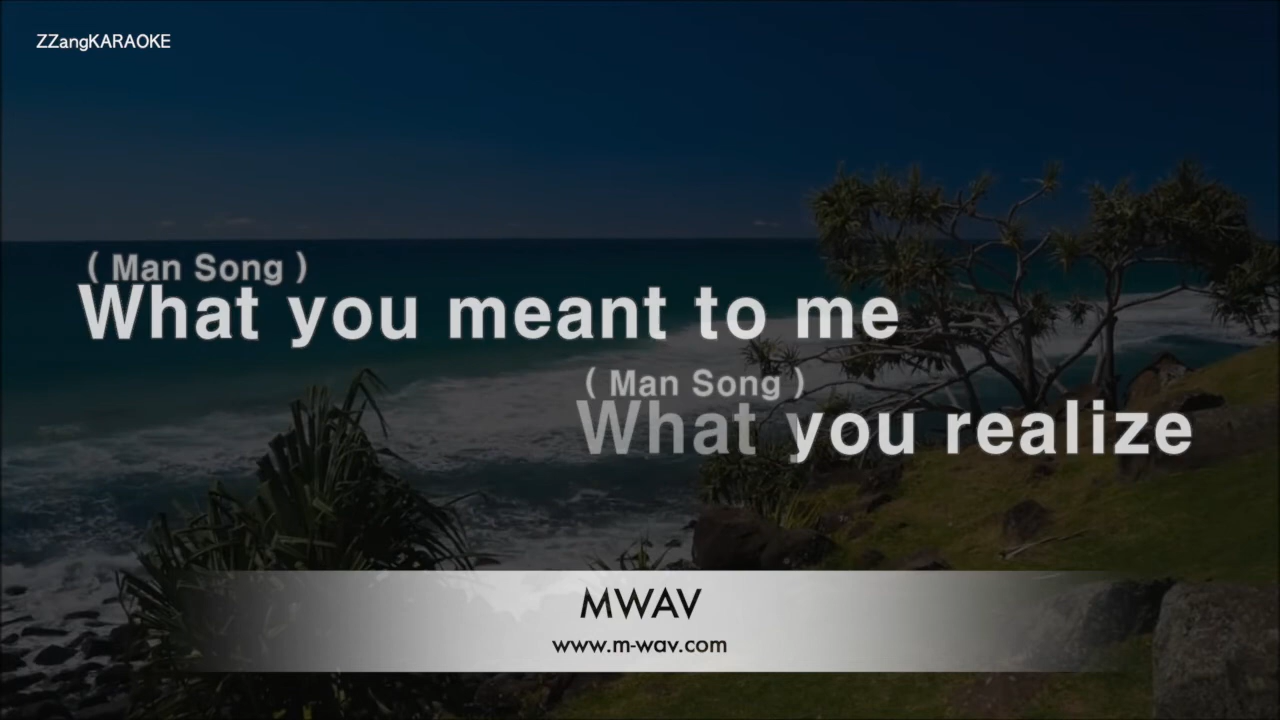 ZZangKARAOKE
( Man Song )
What you meant to me
( Man Song )
What you realize
MWAV
www.m-wav.com